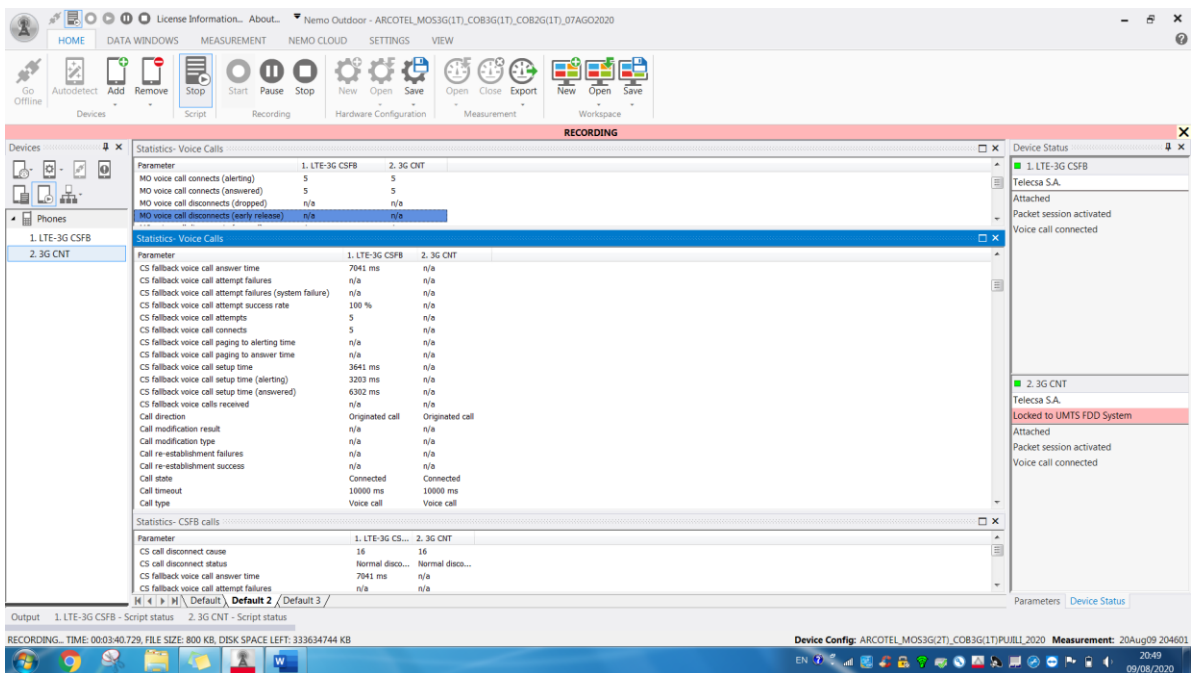 License Information... About... Nemo Outdoor - ARCOTEL_MOS3G(1T)_COB3G(1T)_COB2G(1T)_07AGO2020
HOME DATA WINDOWS MEASUREMENT NEMO CLOUD SETTINGS VIEW
Go Offline Autodetect Add Remove Stop Start Pause Stop New Open Save Open Close Export New Open Save
Devices Script Recording Hardware Configuration Measurement Workspace
RECORDING
Devices
Phones
1. LTE-3G CSFB
2. 3G CNT
Statistics- Voice Calls
Parameter 1. LTE-3G CSFB 2. 3G CNT
MO voice call connects (alerting) 5 5
MO voice call connects (answered) 5 5
MO voice call disconnects (dropped) n/a n/a
MO voice call disconnects (early release) n/a n/a
Statistics- Voice Calls
Parameter 1. LTE-3G CSFB 2. 3G CNT
CS fallback voice call answer time 7041 ms n/a
CS fallback voice call attempt failures n/a n/a
CS fallback voice call attempt failures (system failure) n/a n/a
CS fallback voice call attempt success rate 100 % n/a
CS fallback voice call attempts 5 n/a
CS fallback voice call connects 5 n/a
CS fallback voice call paging to alerting time n/a n/a
CS fallback voice call paging to answer time n/a n/a
CS fallback voice call setup time 3641 ms n/a
CS fallback voice call setup time (alerting) 3203 ms n/a
CS fallback voice call setup time (answered) 6302 ms n/a
CS fallback voice calls received n/a n/a
Call direction Originated call Originated call
Call modification result n/a n/a
Call modification type n/a n/a
Call re-establishment failures n/a n/a
Call re-establishment success n/a n/a
Call state Connected Connected
Call timeout 10000 ms 10000 ms
Call type Voice call Voice call
Statistics- CSFB calls
Parameter 1. LTE-3G CS... 2. 3G CNT
CS call disconnect cause 16 16
CS call disconnect status Normal disco... Normal disco...
CS fallback voice call answer time 7041 ms n/a
CS fallback voice call attempt failures n/a n/a
Default Default 2 Default 3
Device Status
1. LTE-3G CSFB
Telecsa S.A.
Attached
Packet session activated
Voice call connected
2. 3G CNT
Telecsa S.A.
Locked to UMTS FDD System
Attached
Packet session activated
Voice call connected
Parameters Device Status
Output 1. LTE-3G CSFB - Script status 2. 3G CNT - Script status
RECORDING... TIME: 00:03:40.729, FILE SIZE: 800 KB, DISK SPACE LEFT: 333634744 KB
Device Config: ARCOTEL_MOS3G(2T)_COB3G(1T)PUJILI_2020 Measurement: 20Aug09 204601
EN
20:49
09/08/2020